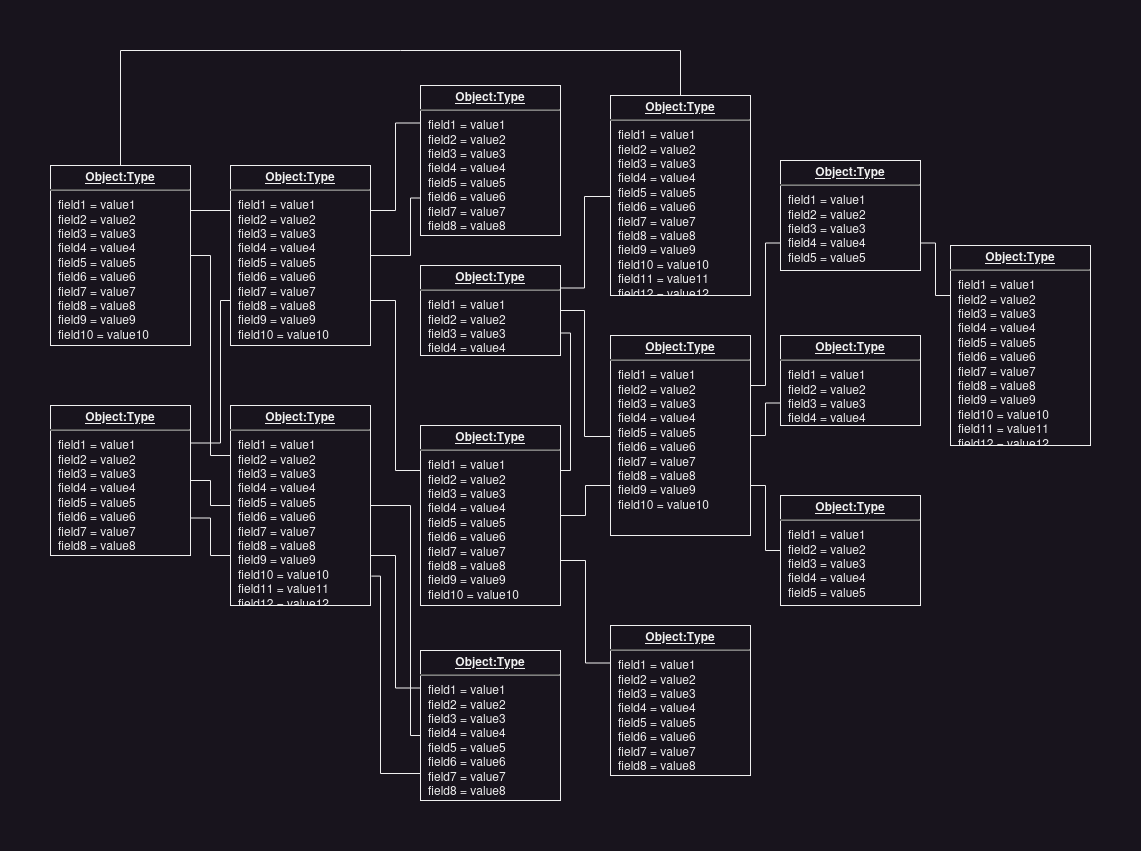 Object:Type
field1 = value1
field2 = value2
field3 = value3
field4 = value4
field5 = value5
field6 = value6
field7 = value7
field8 = value8
field9 = value9
field10 = value10
Object:Type
field1 = value1
field2 = value2
field3 = value3
field4 = value4
field5 = value5
field6 = value6
field7 = value7
field8 = value8
Object:Type
field1 = value1
field2 = value2
field3 = value3
field4 = value4
field5 = value5
field6 = value6
field7 = value7
field8 = value8
field9 = value9
field10 = value10
Object:Type
field1 = value1
field2 = value2
field3 = value3
field4 = value4
field5 = value5
field6 = value6
field7 = value7
field8 = value8
field9 = value9
field10 = value10
field11 = value11
field12 = value12
Object:Type
field1 = value1
field2 = value2
field3 = value3
field4 = value4
field5 = value5
field6 = value6
field7 = value7
field8 = value8
Object:Type
field1 = value1
field2 = value2
field3 = value3
field4 = value4
Object:Type
field1 = value1
field2 = value2
field3 = value3
field4 = value4
field5 = value5
field6 = value6
field7 = value7
field8 = value8
field9 = value9
field10 = value10
Object:Type
field1 = value1
field2 = value2
field3 = value3
field4 = value4
field5 = value5
field6 = value6
field7 = value7
field8 = value8
Object:Type
field1 = value1
field2 = value2
field3 = value3
field4 = value4
field5 = value5
field6 = value6
field7 = value7
field8 = value8
field9 = value9
field10 = value10
field11 = value11
field12 = value12
Object:Type
field1 = value1
field2 = value2
field3 = value3
field4 = value4
field5 = value5
field6 = value6
field7 = value7
field8 = value8
field9 = value9
field10 = value10
Object:Type
field1 = value1
field2 = value2
field3 = value3
field4 = value4
field5 = value5
field6 = value6
field7 = value7
field8 = value8
Object:Type
field1 = value1
field2 = value2
field3 = value3
field4 = value4
field5 = value5
Object:Type
field1 = value1
field2 = value2
field3 = value3
field4 = value4
Object:Type
field1 = value1
field2 = value2
field3 = value3
field4 = value4
field5 = value5
Object:Type
field1 = value1
field2 = value2
field3 = value3
field4 = value4
field5 = value5
field6 = value6
field7 = value7
field8 = value8
field9 = value9
field10 = value10
field11 = value11
field12 = value12